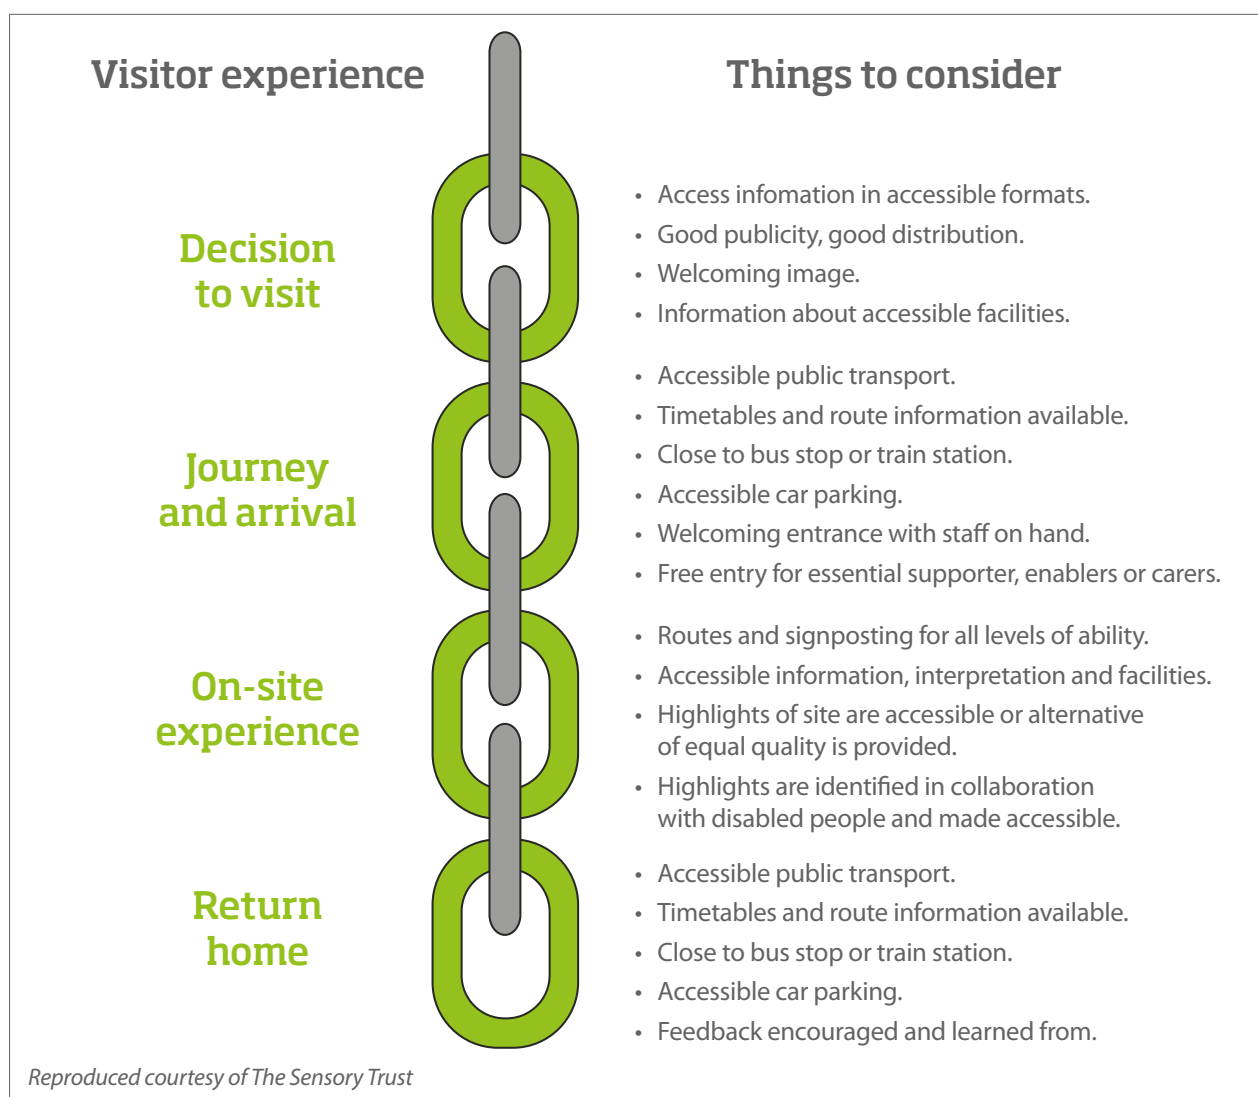 Visitor experience
Things to consider
Decision
to visit
• Access infomation in accessible formats.
• Good publicity, good distribution.
• Welcoming image.
• Information about accessible facilities.
Journey
and arrival
• Accessible public transport.
• Timetables and route information available.
• Close to bus stop or train station.
• Accessible car parking.
• Welcoming entrance with staff on hand.
• Free entry for essential supporter, enablers or carers.
On-site
experience
• Routes and signposting for all levels of ability.
• Accessible information, interpretation and facilities.
• Highlights of site are accessible or alternative
of equal quality is provided.
• Highlights are identified in collaboration
with disabled people and made accessible.
Return
home
• Accessible public transport.
• Timetables and route information available.
• Close to bus stop or train station.
• Accessible car parking.
• Feedback encouraged and learned from.
Reproduced courtesy of The Sensory Trust